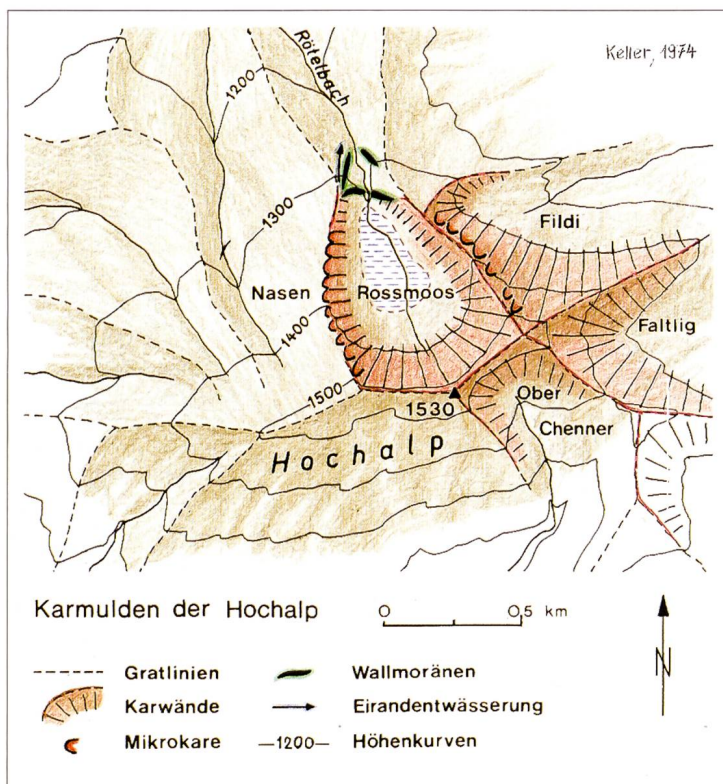 Keller, 1974
Rötelbach
1200
1300
Fildi
Nasen
Rossmoos
1400
Faltlig
1500
1530
Ober
Chenner
Hochalp
Karmulden der Hochalp
0 0,5 km
N
Gratlinien
Wallmoränen
Karwände
Eirandentwässerung
Mikrokare
—1200— Höhenkurven